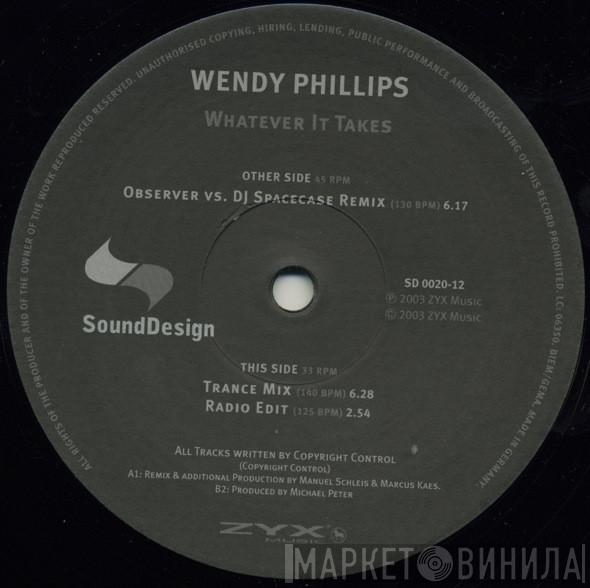 ALL RIGHTS OF THE PRODUCER AND OF THE OWNER OF THE WORK REPRODUCED RESERVED. UNAUTHORISED COPYING, HIRING, LENDING, PUBLIC PERFORMANCE AND BROADCASTING OF THIS RECORD PROHIBITED. LC 06350. BIEM/GEMA. MADE IN GERMANY
WENDY PHILLIPS
WHATEVER IT TAKES
OTHER SIDE 45 RPM
OBSERVER VS. DJ SPACECASE REMIX (130 BPM) 6.17
SD 0020-12
℗ 2003 ZYX Music
© 2003 ZYX Music
SoundDesign
THIS SIDE 33 RPM
TRANCE MIX (140 BPM) 6.28
RADIO EDIT (125 BPM) 2.54
ALL TRACKS WRITTEN BY COPYRIGHT CONTROL
(COPYRIGHT CONTROL)
A1: REMIX & ADDITIONAL PRODUCTION BY MANUEL SCHLEIS & MARCUS KAES.
B2: PRODUCED BY MICHAEL PETER
ZYX
MUSIC
МАРКЕТ ВИНИЛА